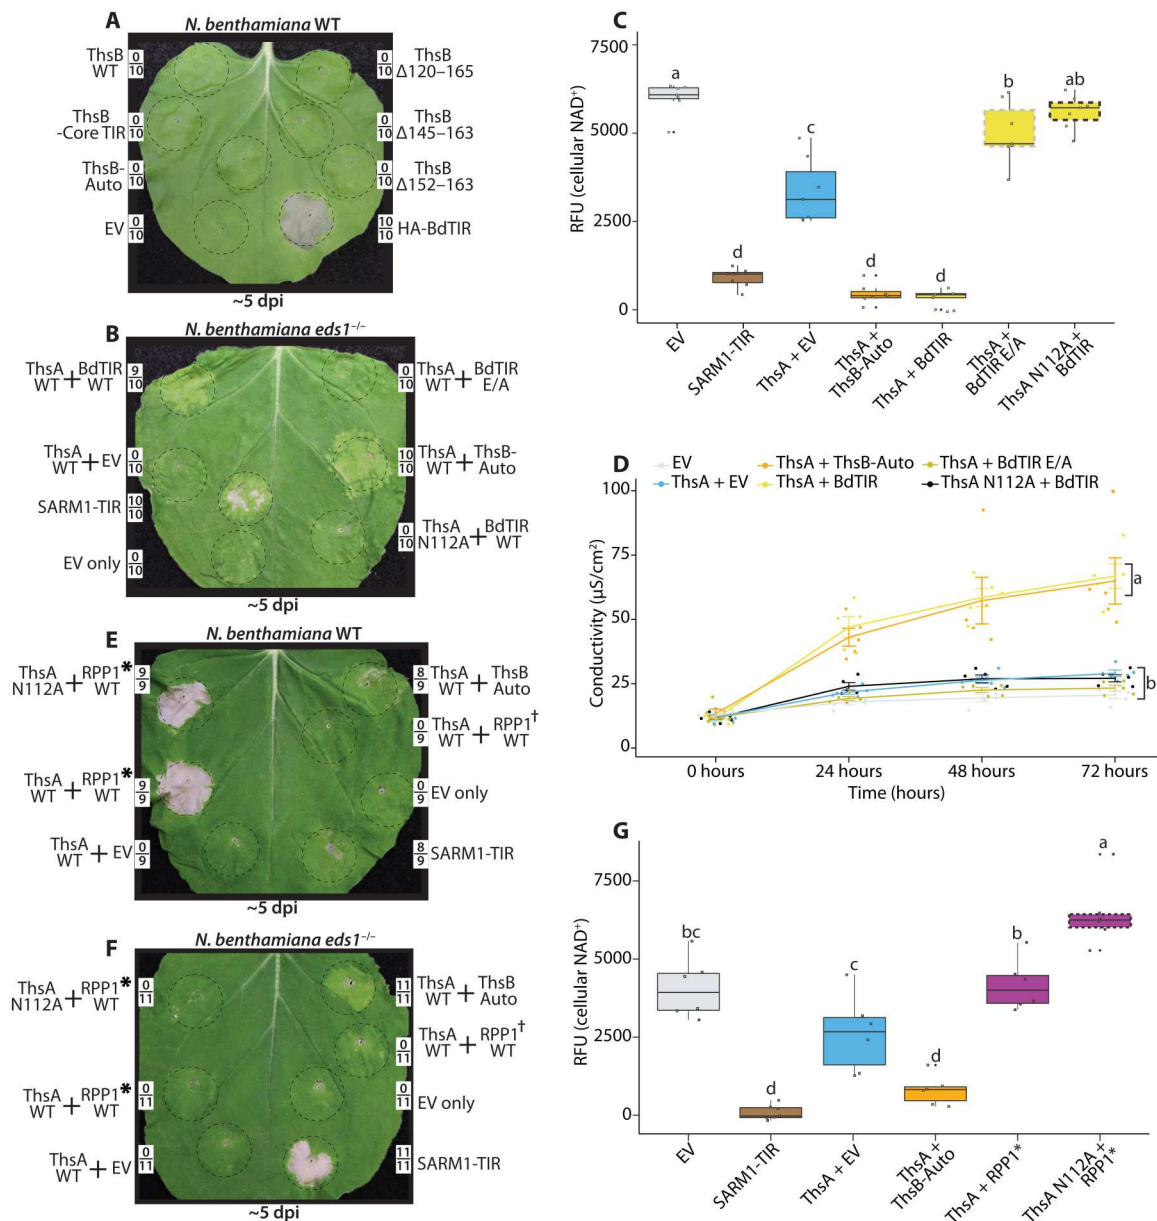 A
N. benthamiana WT
ThsB
WT
0
10
ThsB
-Core TIR
0
10
ThsB-
Auto
0
10
EV
0
10
0
10
ThsB
Δ120–165
0
10
ThsB
Δ145–163
0
10
ThsB
Δ152–163
10
10
HA-BdTIR
~5 dpi
B
N. benthamiana eds1⁻/⁻
ThsA + BdTIR
WT WT
9
10
ThsA + EV
WT
0
10
SARM1-TIR
10
10
EV only
0
10
0
10
ThsA + BdTIR
WT E/A
10
10
ThsA + ThsB-
WT Auto
0
10
ThsA + BdTIR
N112A WT
~5 dpi
E
N. benthamiana WT
ThsA + RPP1*
N112A WT
9
9
ThsA + RPP1*
WT WT
9
9
ThsA + EV
WT
0
9
8
9
ThsA + ThsB
WT Auto
0
9
ThsA + RPP1†
WT WT
0
9
EV only
8
9
SARM1-TIR
~5 dpi
F
N. benthamiana eds1⁻/⁻
ThsA + RPP1*
N112A WT
0
11
ThsA + RPP1*
WT WT
0
11
ThsA + EV
WT
0
11
11
11
ThsA + ThsB
WT Auto
0
11
ThsA + RPP1†
WT WT
0
11
EV only
11
11
SARM1-TIR
~5 dpi
C
RFU (cellular NAD⁺)
7500
5000
2500
0
a
d
c
d
d
b
ab
EV
SARM1-TIR
ThsA + EV
ThsA +
ThsB-Auto
ThsA + BdTIR
ThsA +
BdTIR E/A
ThsA N112A +
BdTIR
D
EV
ThsA + ThsB-Auto
ThsA + BdTIR E/A
ThsA + EV
ThsA + BdTIR
ThsA N112A + BdTIR
Conductivity (µS/cm²)
100
75
50
25
0
a
b
0 hours
24 hours
48 hours
72 hours
Time (hours)
G
RFU (cellular NAD⁺)
7500
5000
2500
0
bc
d
c
d
b
a
EV
SARM1-TIR
ThsA + EV
ThsA +
ThsB-Auto
ThsA + RPP1*
ThsA N112A +
RPP1*